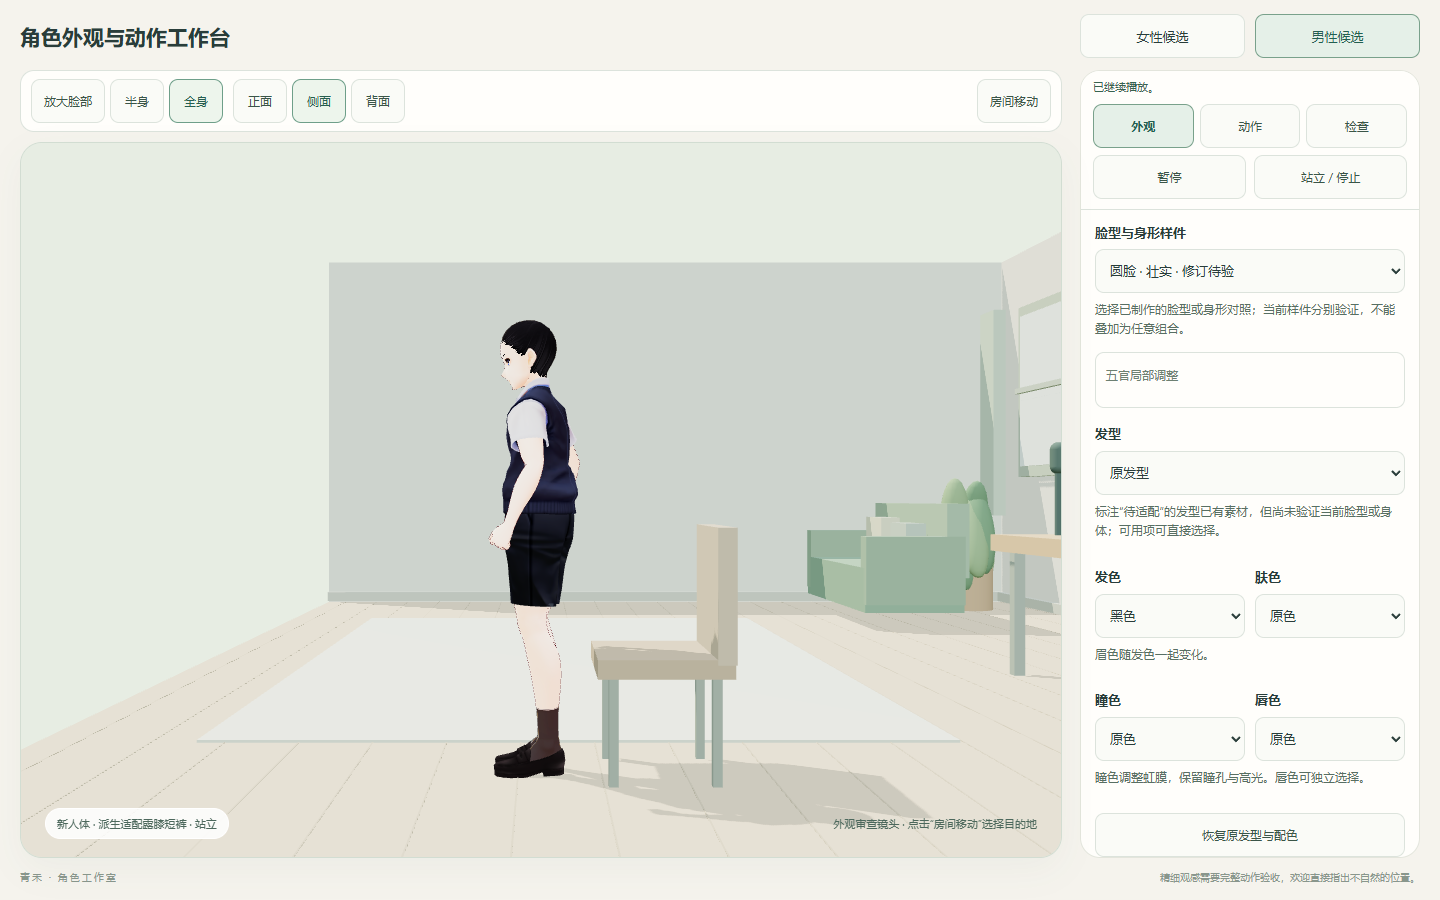 角色外观与动作工作台
女性候选
男性候选
放大脸部
半身
全身
正面
侧面
背面
房间移动
已继续播放。
外观
动作
检查
暂停
站立 / 停止
脸型与身形样件
圆脸 · 壮实 · 修订待验
选择已制作的脸型或身形对照；当前样件分别验证，不能
叠加为任意组合。
五官局部调整
发型
原发型
标注“待适配”的发型已有素材，但尚未验证当前脸型或身
体；可用项可直接选择。
发色
肤色
黑色
原色
眉色随发色一起变化。
瞳色
唇色
原色
原色
瞳色调整虹膜，保留瞳孔与高光。唇色可独立选择。
恢复原发型与配色
新人体 · 派生适配露膝短裤 · 站立
外观审查镜头 · 点击“房间移动”选择目的地
青禾 · 角色工作室
精细观感需要完整动作验收，欢迎直接指出不自然的位置。